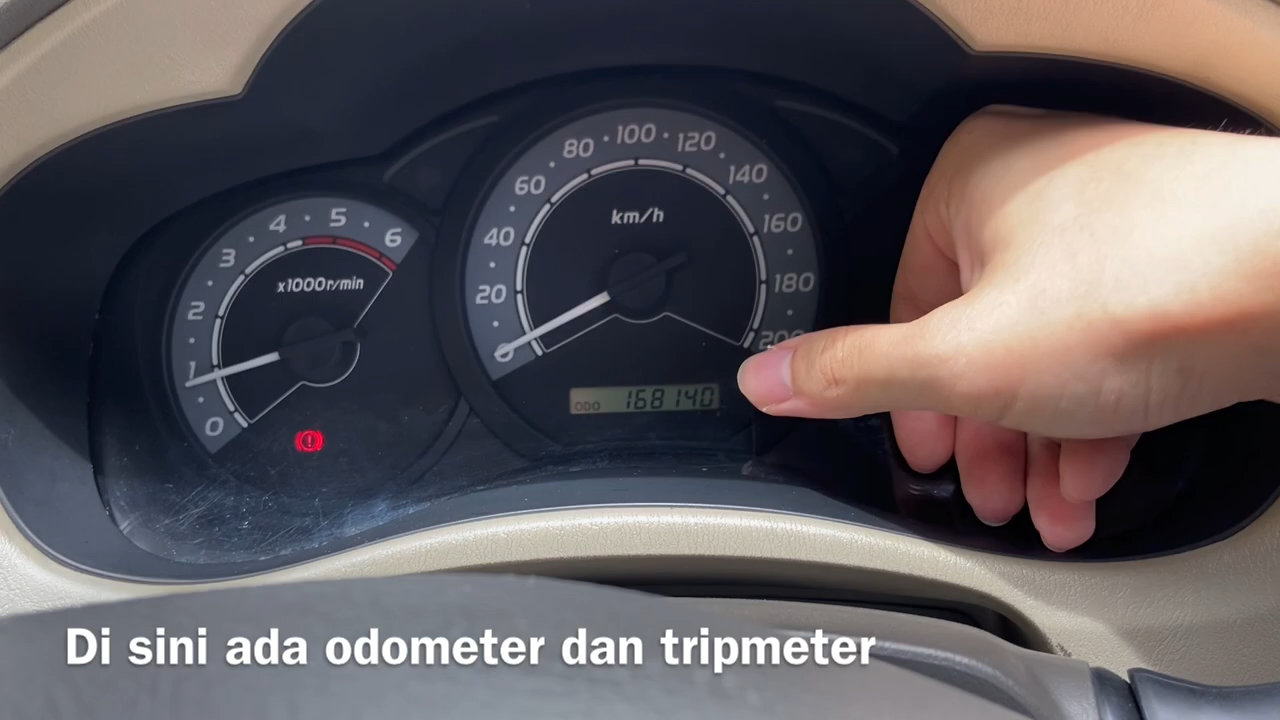 0 1 2 3 4 5 6
x1000r/min
0 20 40 60 80 100 120 140 160 180 200
km/h
ODO 168140
Di sini ada odometer dan tripmeter